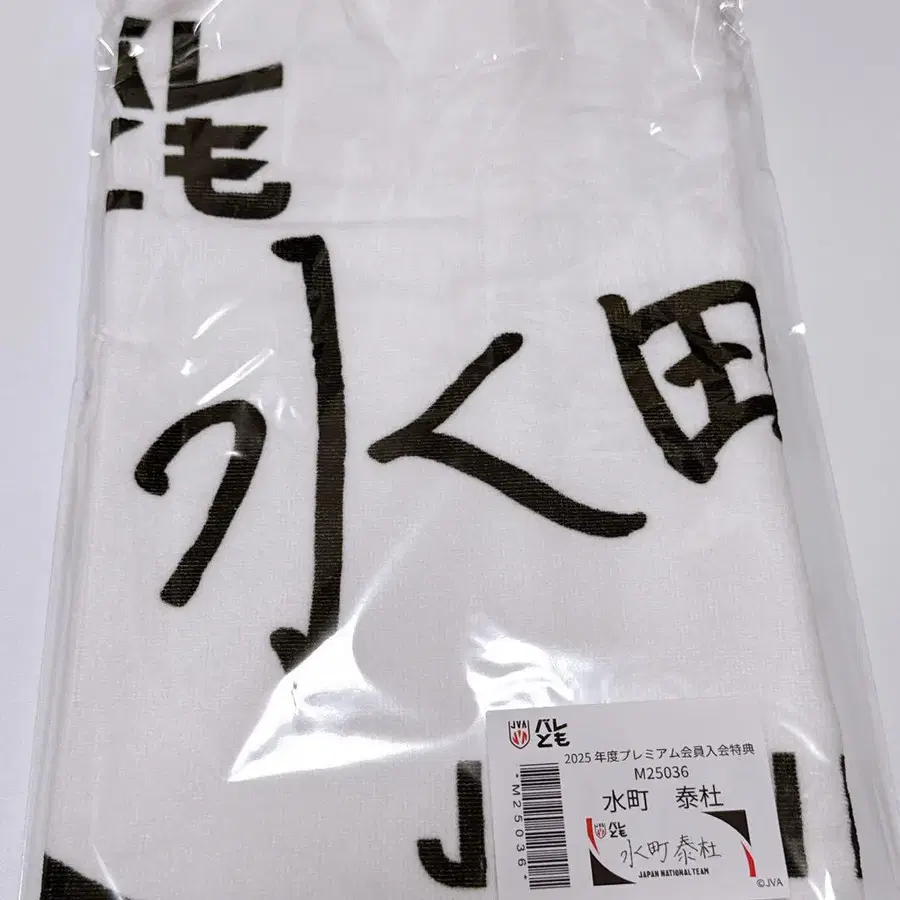 バレ
とも
水町
J
JVA
バレ
とも
2025年度プレミアム会員入会特典
M25036
*M25036*
水町 泰杜
バレ
とも
水町泰杜
JAPAN NATIONAL TEAM
©JVA